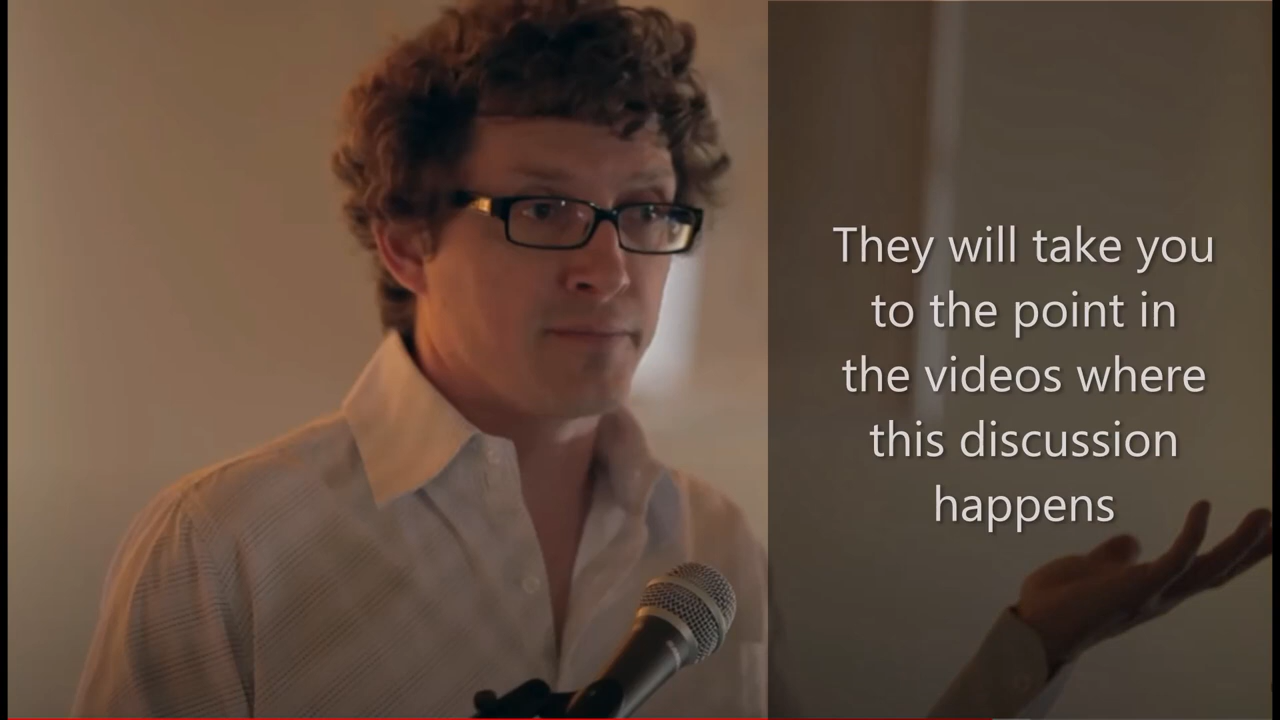 They will take you
to the point in
the videos where
this discussion
happens